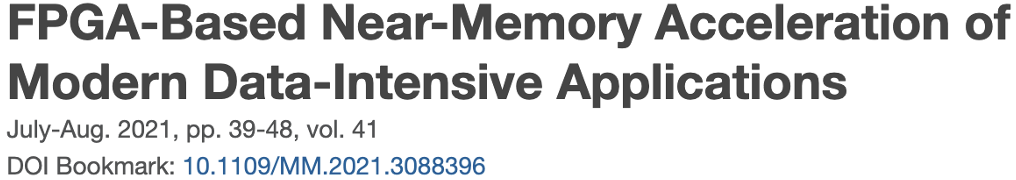 FPGA-Based Near-Memory Acceleration of
Modern Data-Intensive Applications
July-Aug. 2021, pp. 39-48, vol. 41
DOI Bookmark: 10.1109/MM.2021.3088396